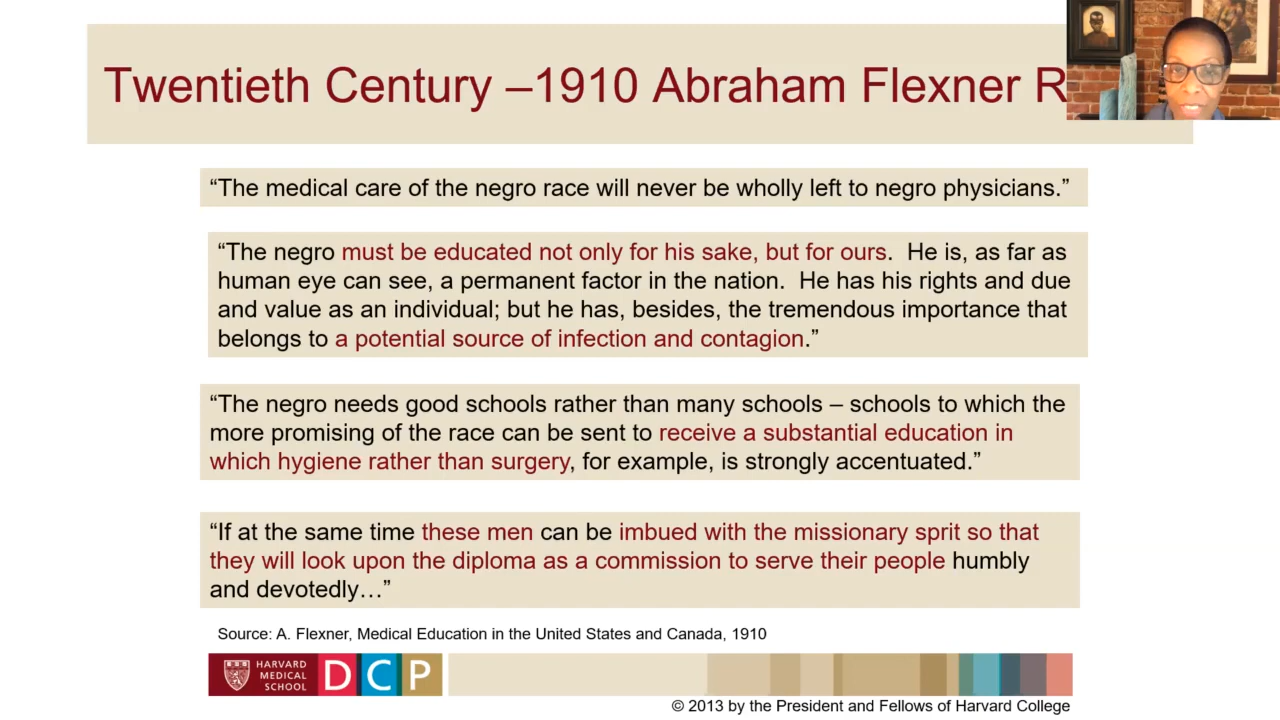 Twentieth Century –1910 Abraham Flexner R
“The medical care of the negro race will never be wholly left to negro physicians.”
“The negro must be educated not only for his sake, but for ours.  He is, as far as
human eye can see, a permanent factor in the nation.  He has his rights and due
and value as an individual; but he has, besides, the tremendous importance that
belongs to a potential source of infection and contagion.”
“The negro needs good schools rather than many schools – schools to which the
more promising of the race can be sent to receive a substantial education in
which hygiene rather than surgery, for example, is strongly accentuated.”
“If at the same time these men can be imbued with the missionary sprit so that
they will look upon the diploma as a commission to serve their people humbly
and devotedly…”
Source: A. Flexner, Medical Education in the United States and Canada, 1910
HARVARD
MEDICAL
SCHOOL
DCP
© 2013 by the President and Fellows of Harvard College